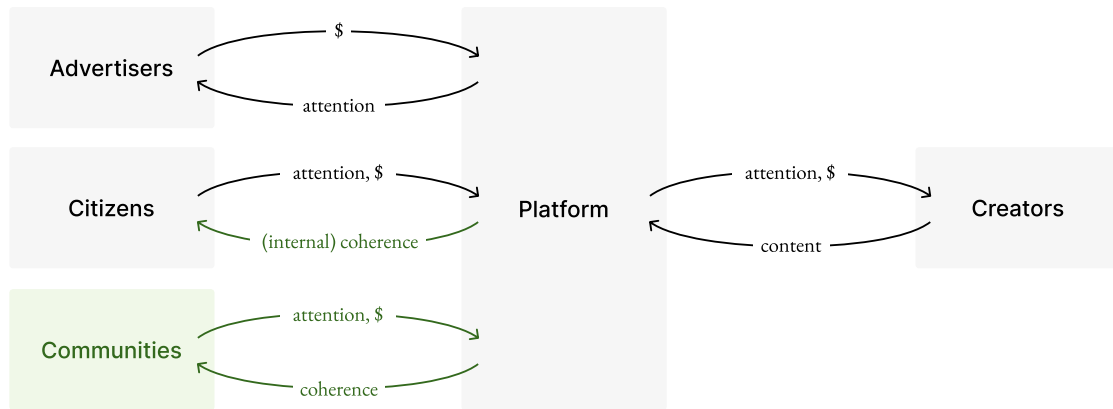 $
Advertisers
attention
attention, $
attention, $
Citizens
Platform
Creators
(internal) coherence
content
attention, $
Communities
coherence